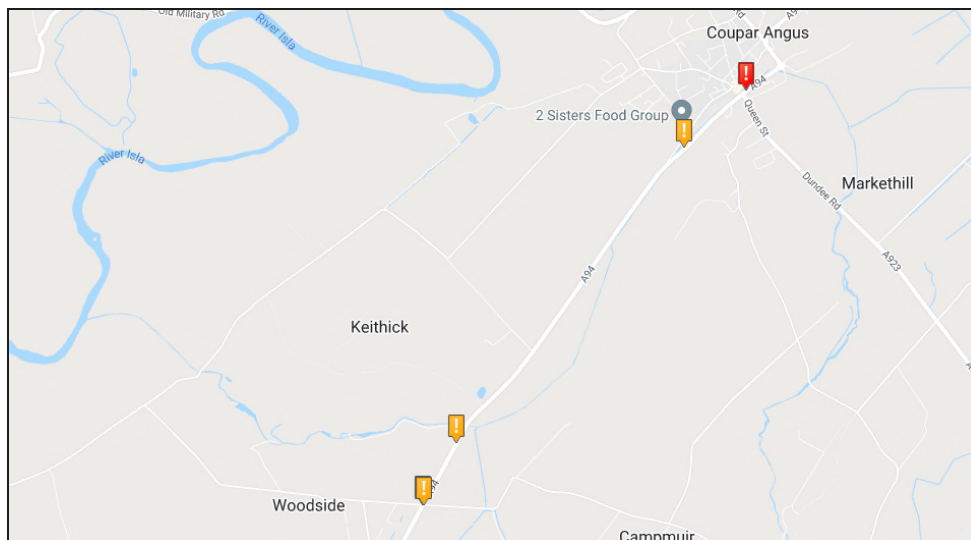 Old Military Rd
River Isla
Rd
Coupar Angus
A94
2 Sisters Food Group
Queen St
River Isla
Markethill
Dundee Rd
A923
A94
Keithick
Woodside
Campmuir